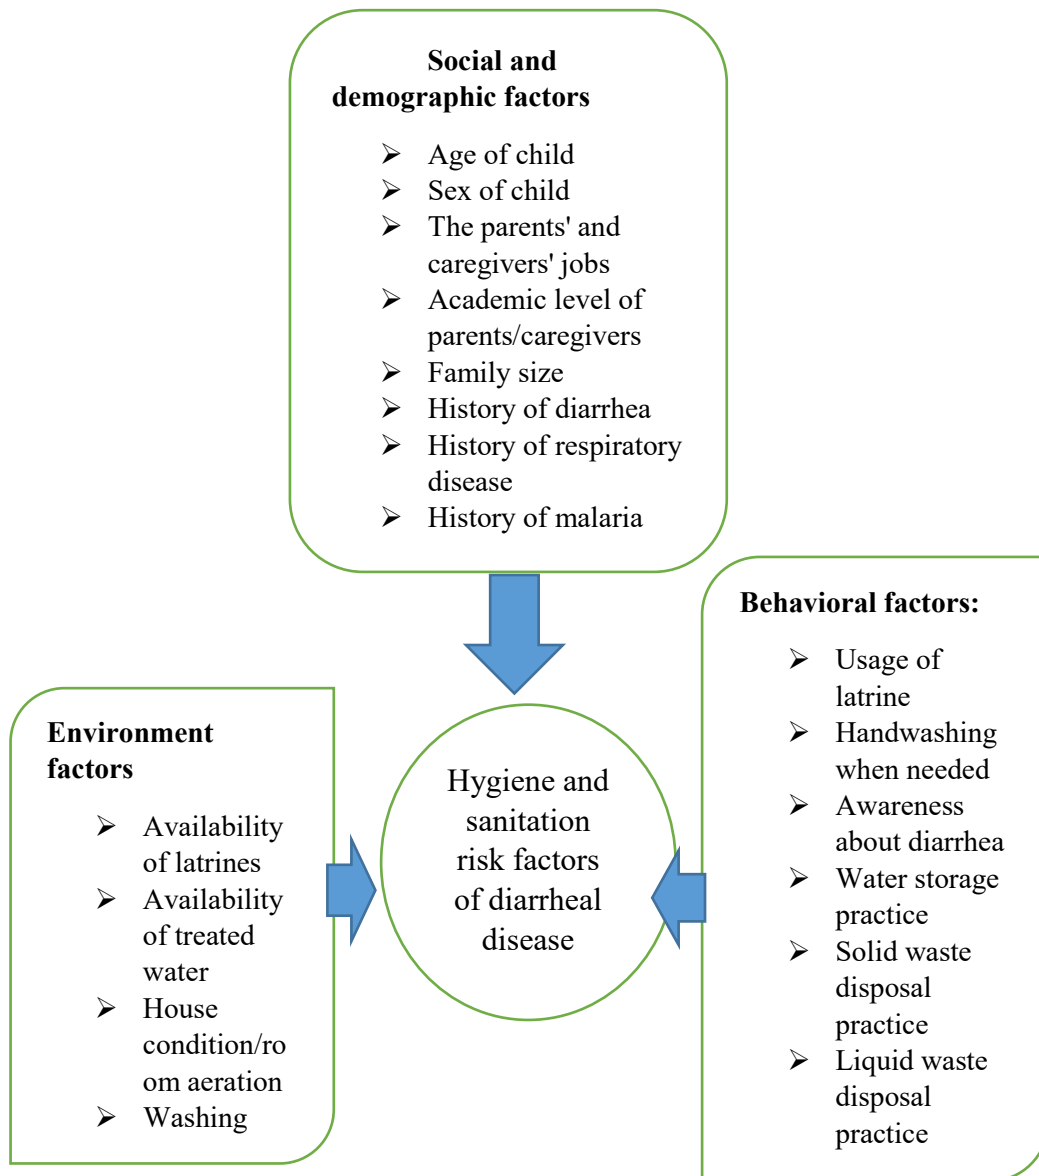 Social and
demographic factors
➢ Age of child
➢ Sex of child
➢ The parents' and
caregivers' jobs
➢ Academic level of
parents/caregivers
➢ Family size
➢ History of diarrhea
➢ History of respiratory
disease
➢ History of malaria
Environment
factors
➢ Availability
of latrines
➢ Availability
of treated
water
➢ House
condition/ro
om aeration
➢ Washing
Hygiene and
sanitation
risk factors
of diarrheal
disease
Behavioral factors:
➢ Usage of
latrine
➢ Handwashing
when needed
➢ Awareness
about diarrhea
➢ Water storage
practice
➢ Solid waste
disposal
practice
➢ Liquid waste
disposal
practice